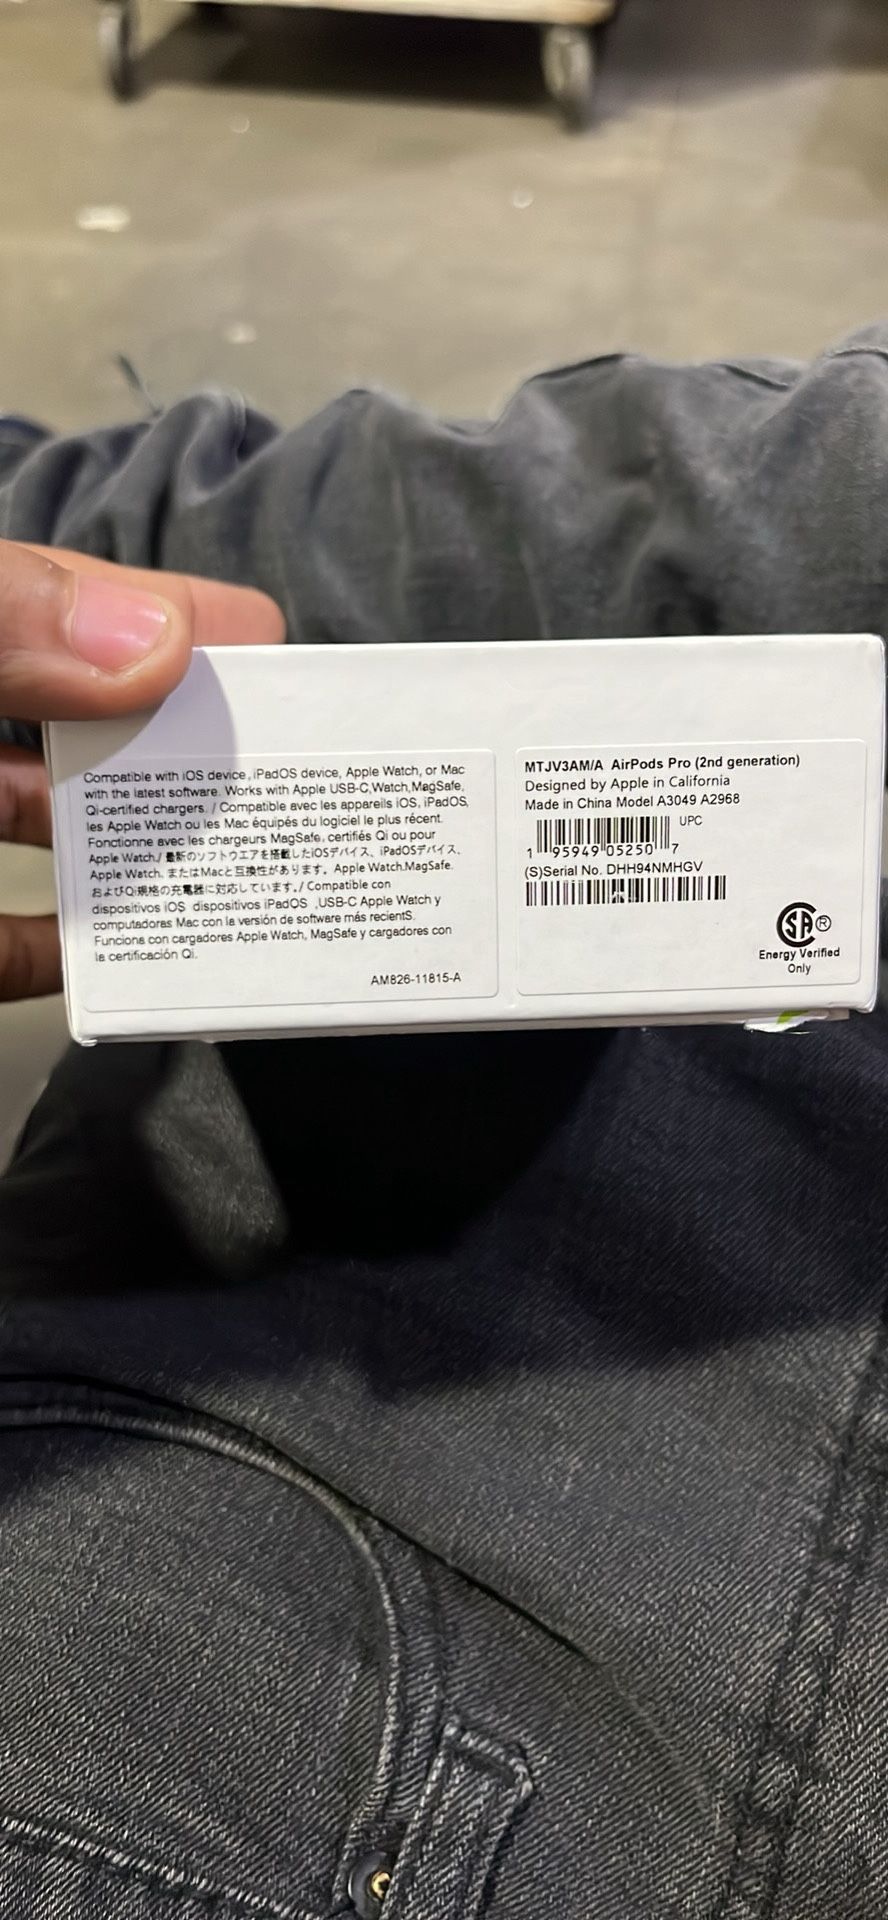 Compatible with iOS device, iPadOS device, Apple Watch, or Mac
with the latest software. Works with Apple USB-C,Watch,MagSafe,
Qi-certified chargers. / Compatible avec les appareils iOS, iPadOS,
les Apple Watch ou les Mac équipés du logiciel le plus récent.
Fonctionne avec les chargeurs MagSafe, certifiés Qi ou pour
Apple Watch./ 最新のソフトウエアを搭載したiOSデバイス、iPadOSデバイス、
Apple Watch、またはMacと互換性があります。Apple Watch.MagSafe.
およびQi規格の充電器に対応しています。/ Compatible con
dispositivos iOS dispositivos iPadOS ,USB-C Apple Watch y
computadoras Mac con la versión de software más recientS.
Funciona con cargadores Apple Watch, MagSafe y cargadores con
la certificación Qi.
AM826-11815-A
MTJV3AM/A AirPods Pro (2nd generation)
Designed by Apple in California
Made in China Model A3049 A2968
UPC
1 95949 05250 7
(S)Serial No. DHH94NMHGV
SA ®
Energy Verified
Only